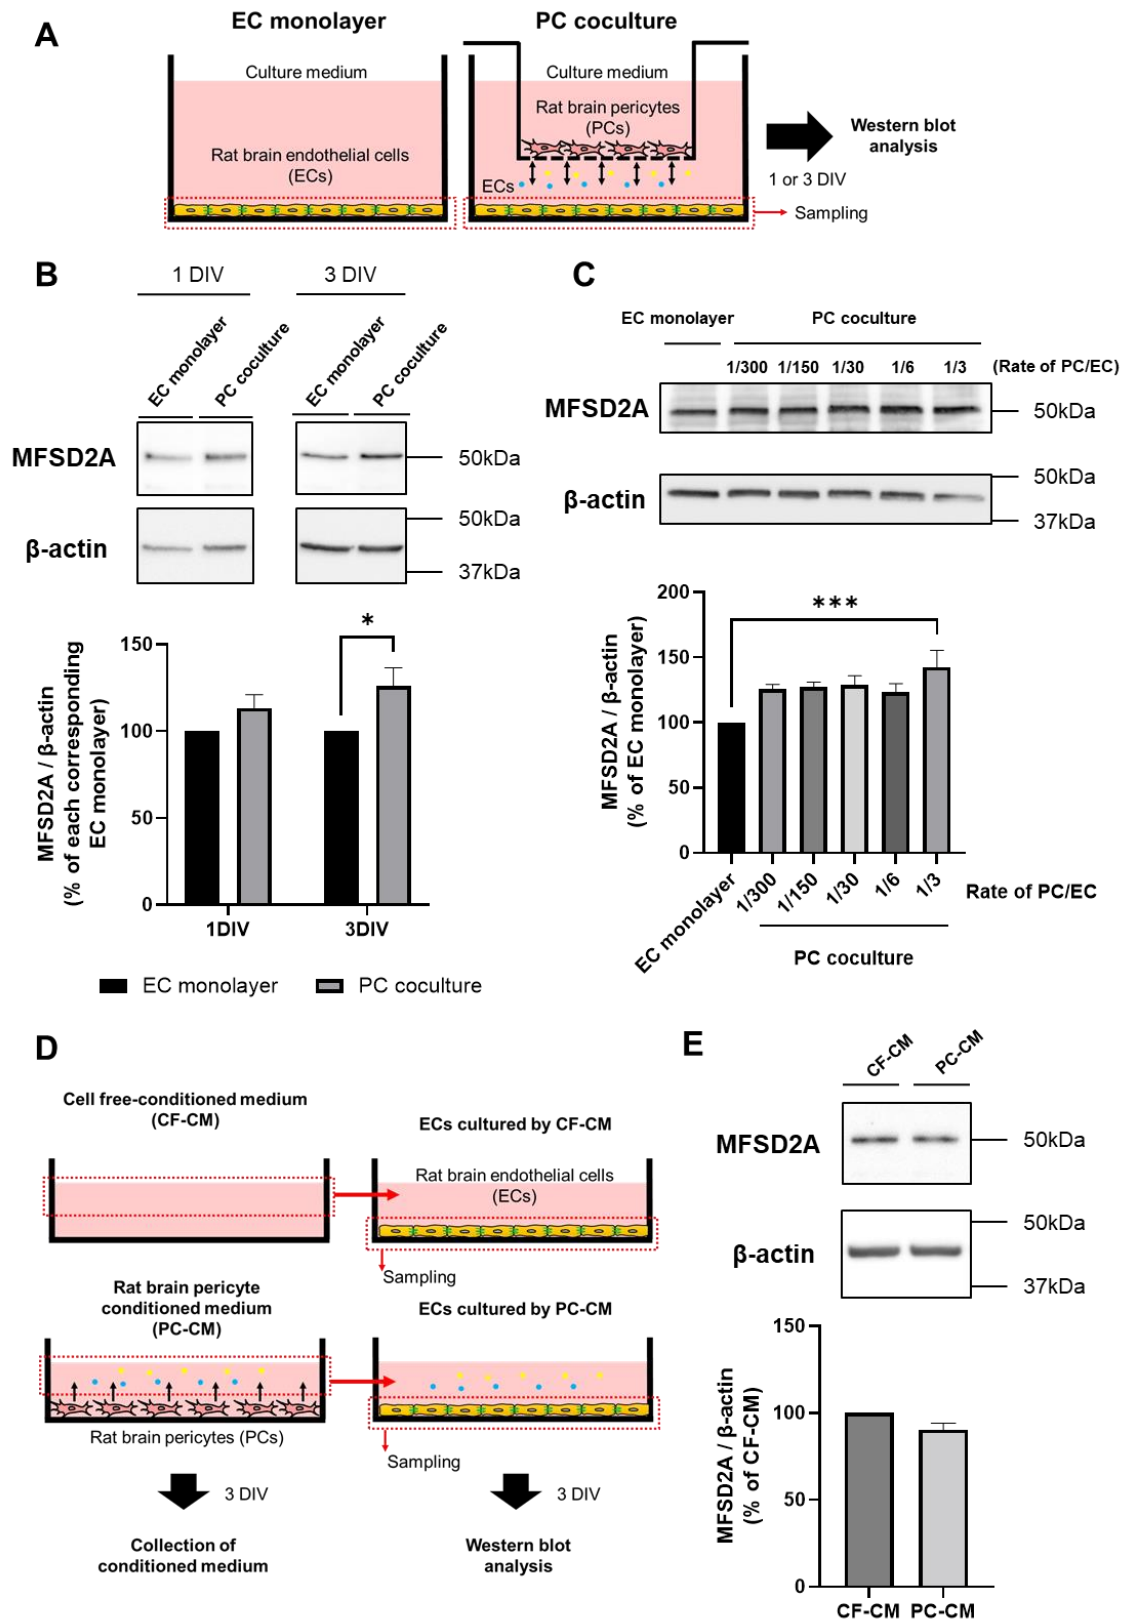 A
EC monolayer
PC coculture
Culture medium
Culture medium
Rat brain pericytes
(PCs)
Rat brain endothelial cells
(ECs)
ECs
Western blot
analysis
1 or 3 DIV
Sampling
B
1 DIV
3 DIV
EC monolayer
PC coculture
EC monolayer
PC coculture
MFSD2A
50kDa
β-actin
50kDa
37kDa
MFSD2A / β-actin
(% of each corresponding
EC monolayer)
150
100
50
0
*
1DIV
3DIV
EC monolayer
PC coculture
C
EC monolayer
PC coculture
1/300
1/150
1/30
1/6
1/3
(Rate of PC/EC)
MFSD2A
50kDa
β-actin
50kDa
37kDa
MFSD2A / β-actin
(% of EC monolayer)
200
150
100
50
0
***
EC monolayer
1/300
1/150
1/30
1/6
1/3
Rate of PC/EC
PC coculture
D
Cell free-conditioned medium
(CF-CM)
ECs cultured by CF-CM
Rat brain endothelial cells
(ECs)
Sampling
Rat brain pericyte
conditioned medium
(PC-CM)
ECs cultured by PC-CM
Rat brain pericytes (PCs)
Sampling
3 DIV
3 DIV
Collection of
conditioned medium
Western blot
analysis
E
CF-CM
PC-CM
MFSD2A
50kDa
β-actin
50kDa
37kDa
MFSD2A / β-actin
(% of CF-CM)
150
100
50
0
CF-CM
PC-CM